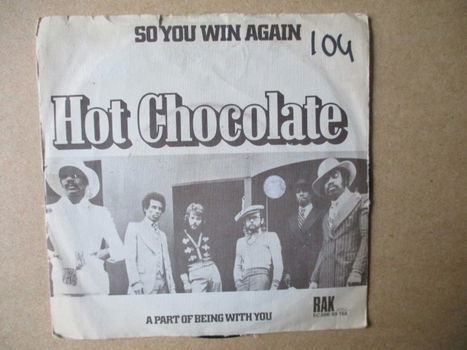 SO YOU WIN AGAIN
104
Hot Chocolate
A PART OF BEING WITH YOU
RAK